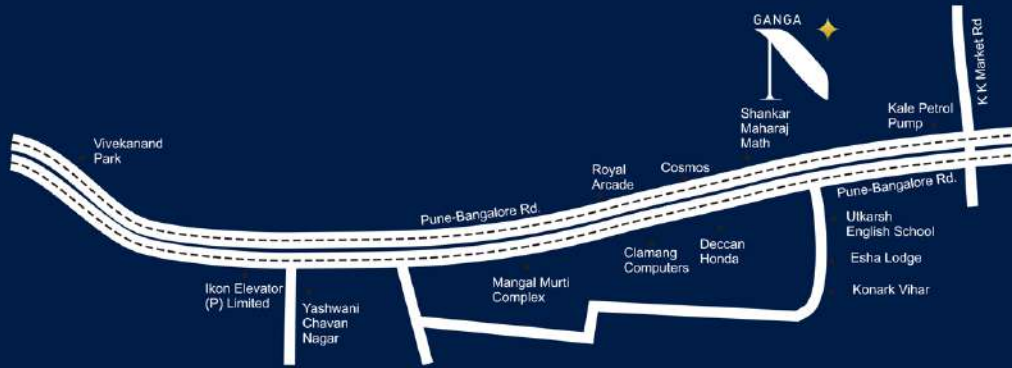 GANGA
K K Market Rd
Shankar
Maharaj
Math
Kale Petrol
Pump
Vivekanand
Park
Royal
Arcade
Cosmos
Pune-Bangalore Rd.
Pune-Bangalore Rd.
Utkarsh
English School
Clamang
Computers
Deccan
Honda
Esha Lodge
Ikon Elevator
(P) Limited
Mangal Murti
Complex
Konark Vihar
Yashwani
Chavan
Nagar